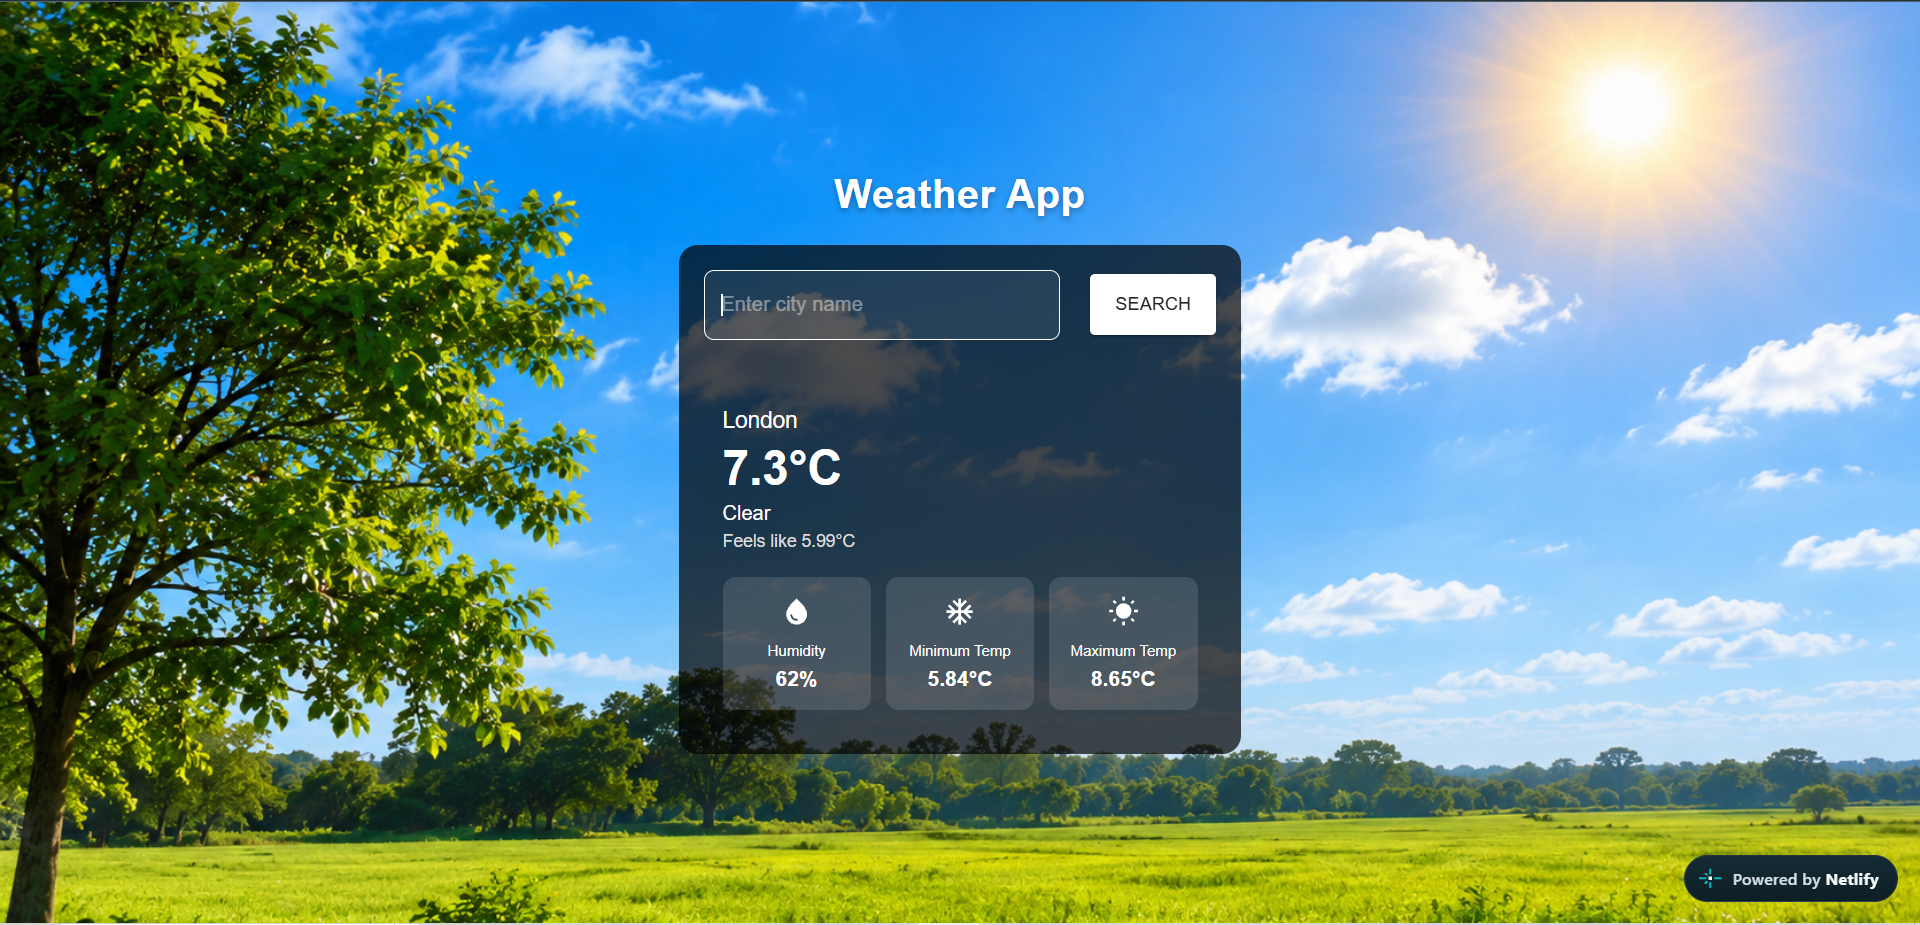 Weather App
Enter city name
SEARCH
London
7.3°C
Clear
Feels like 5.99°C
Humidity
62%
Minimum Temp
5.84°C
Maximum Temp
8.65°C
Powered by Netlify